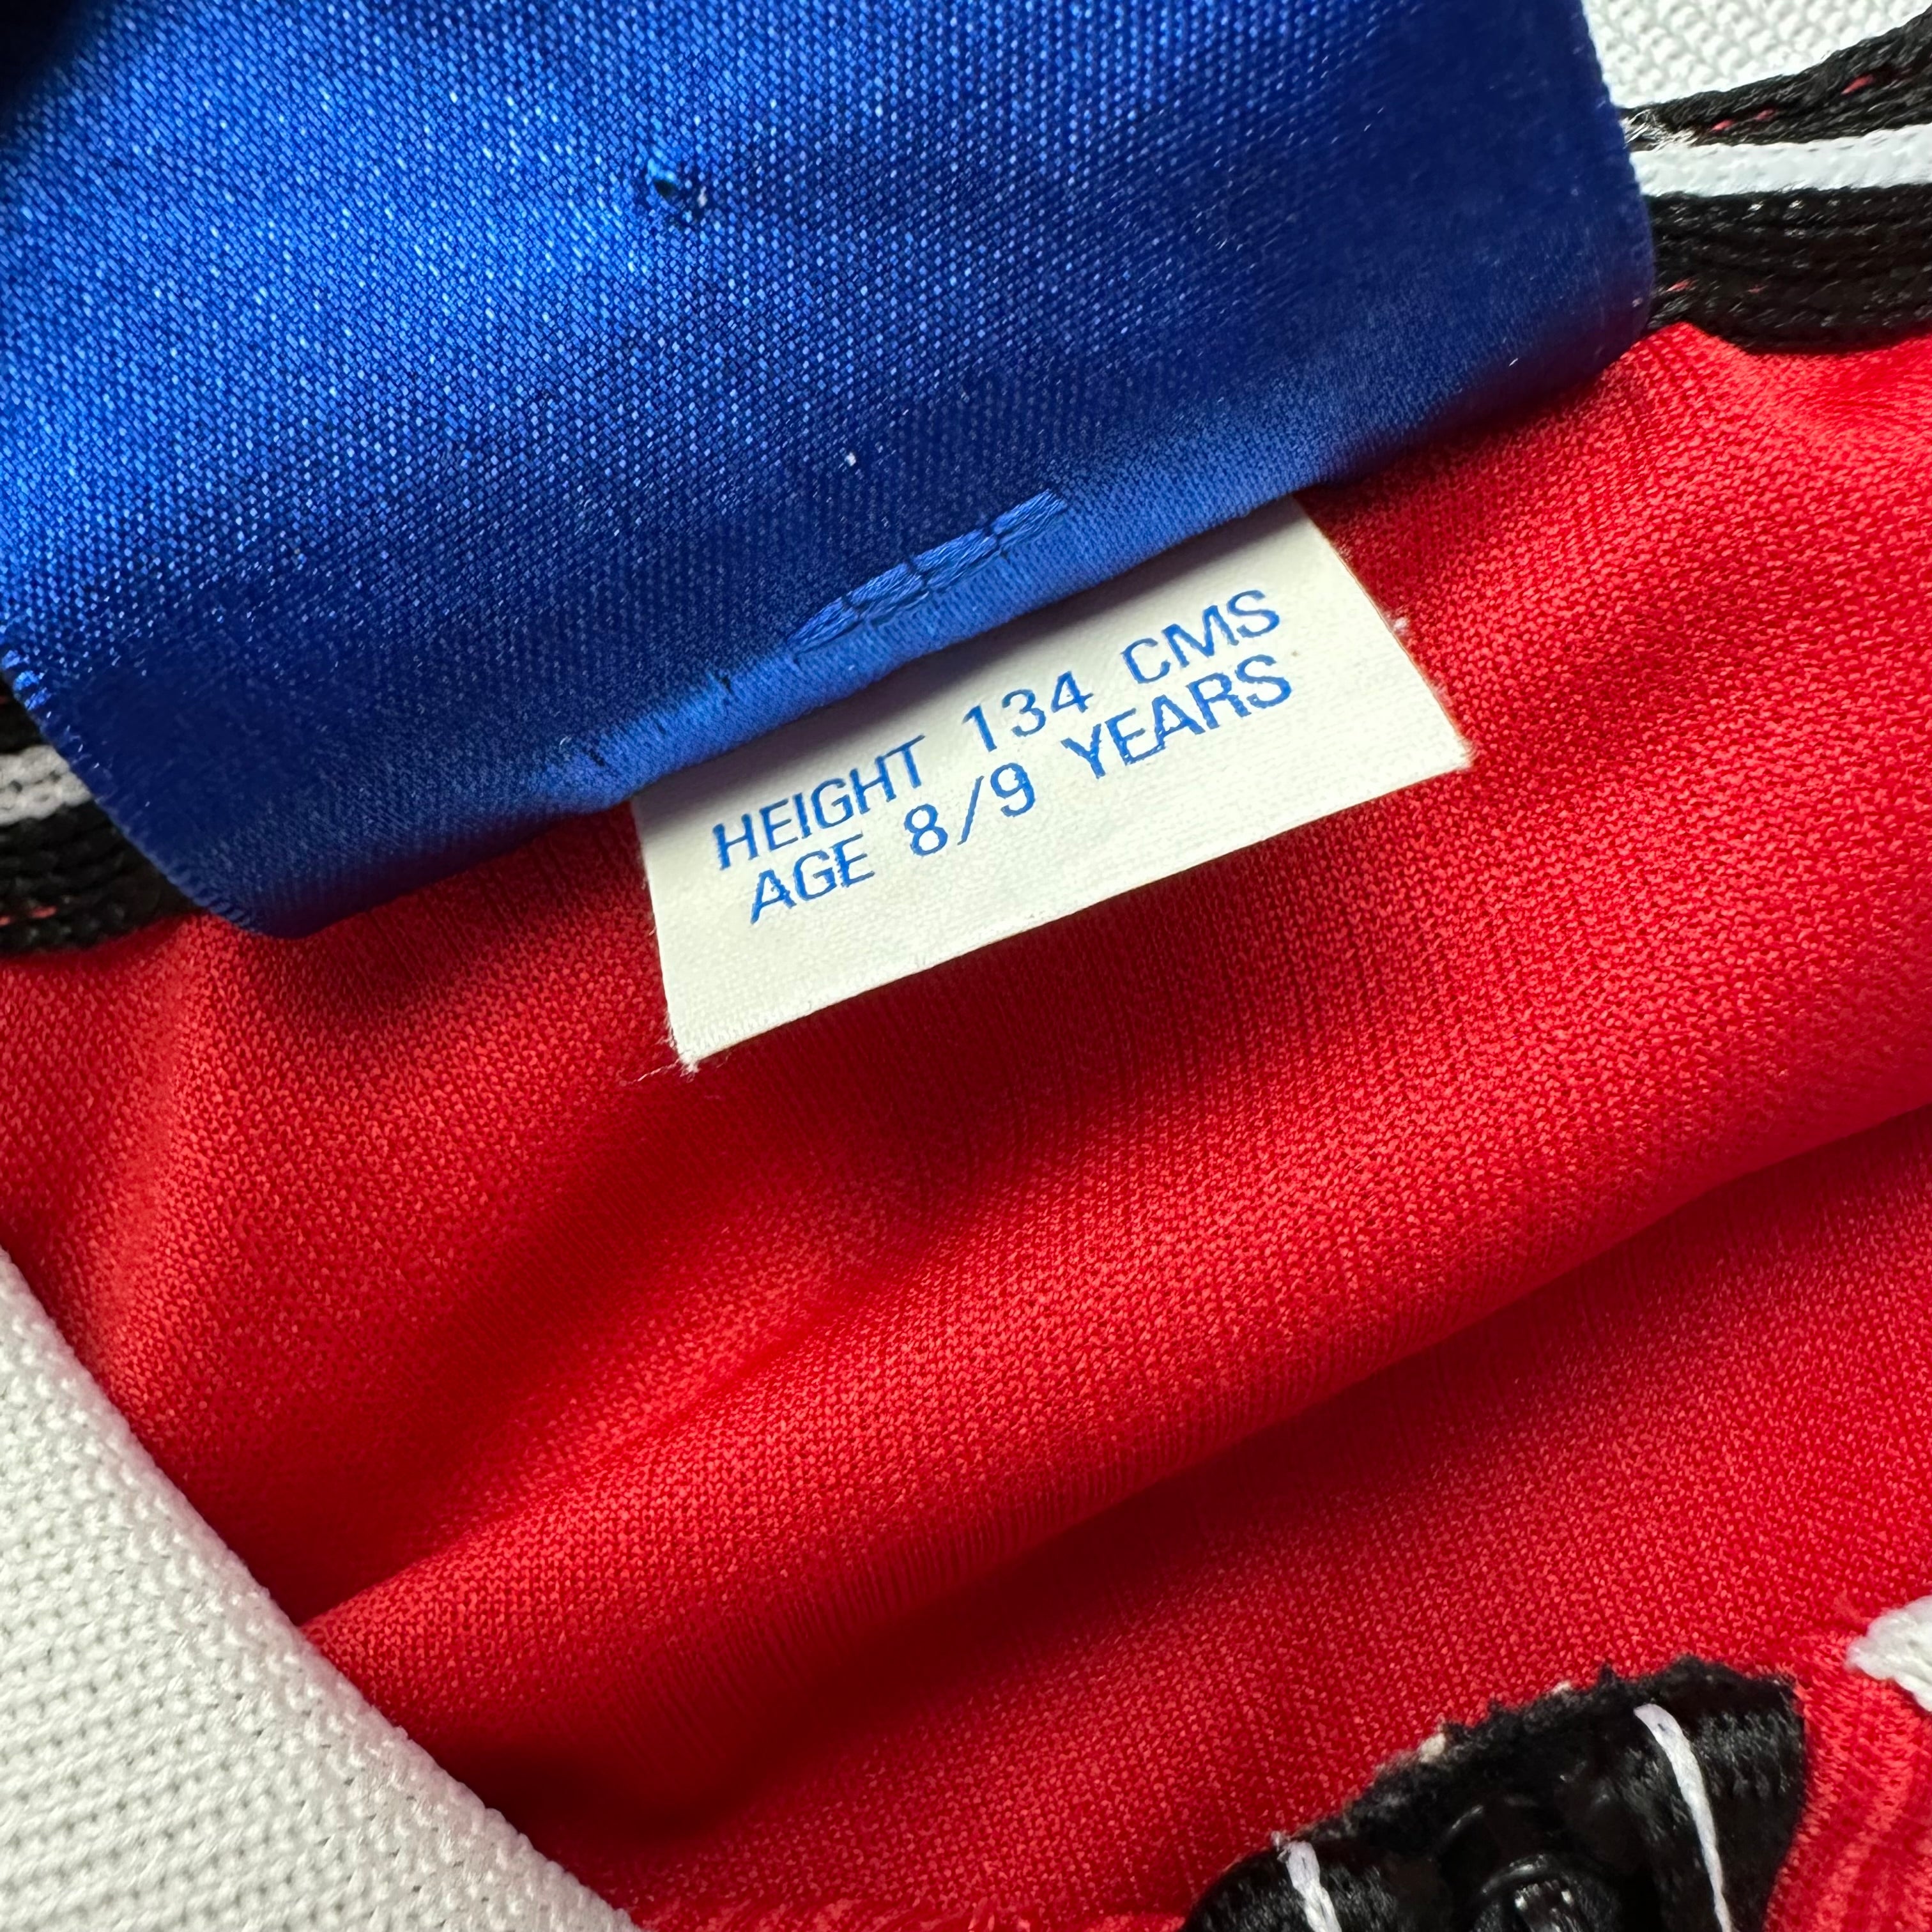 HEIGHT 134 CMS
AGE 8/9 YEARS